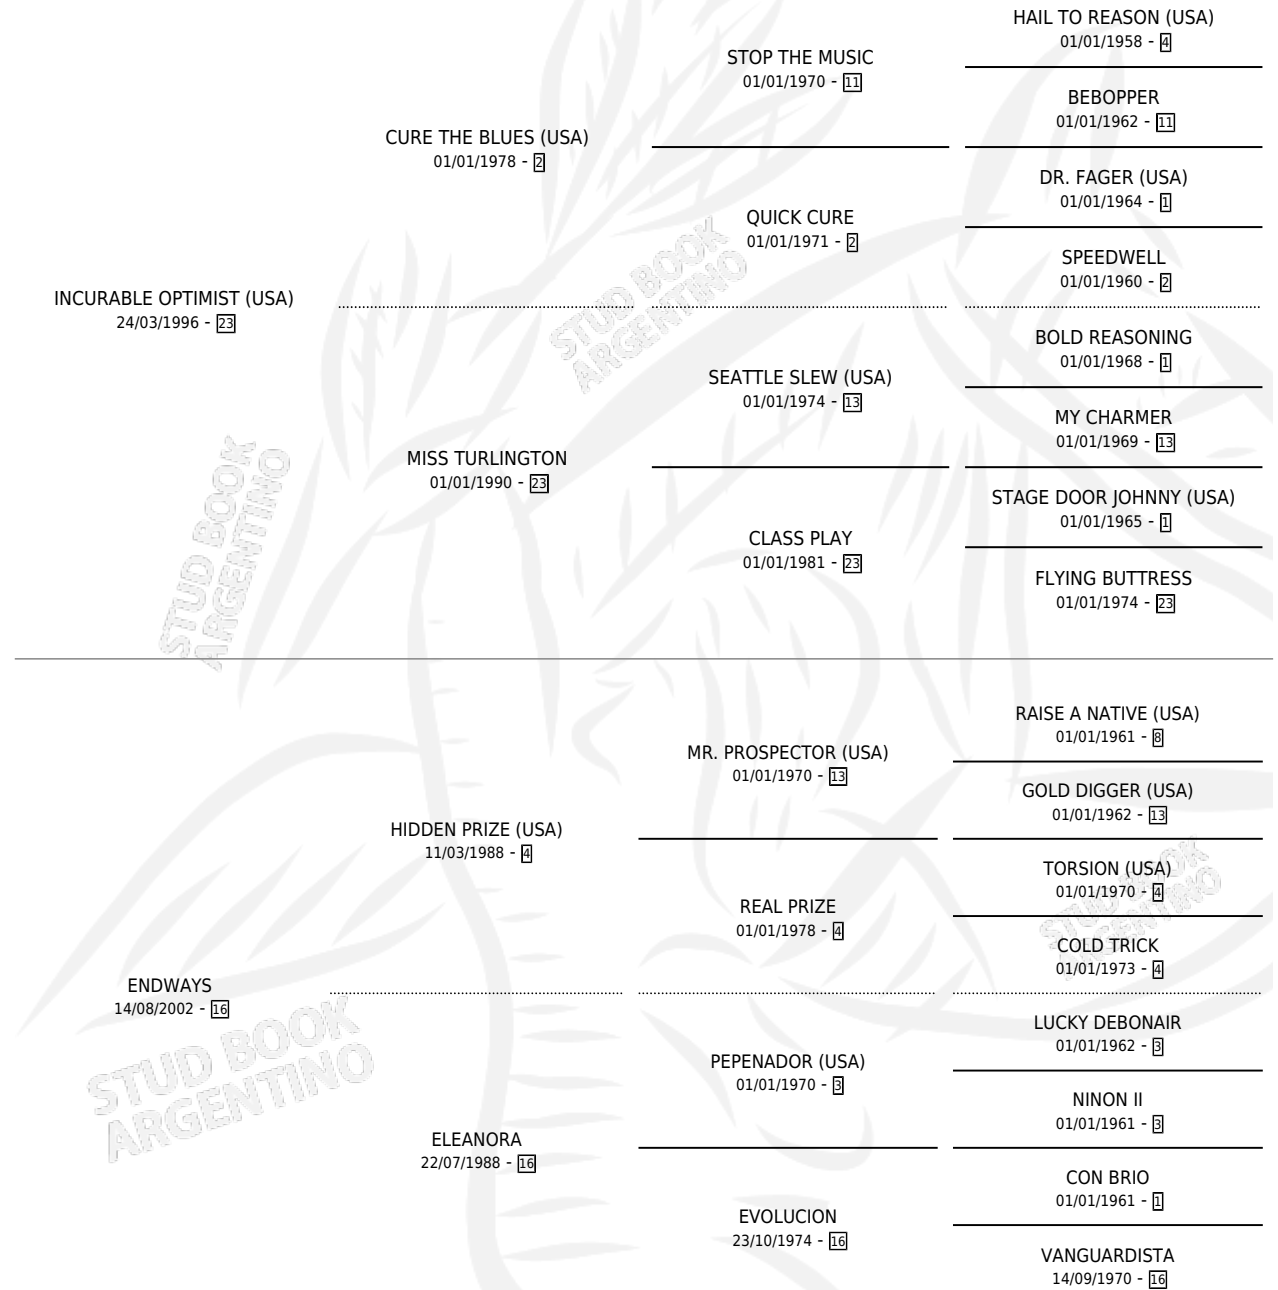 HAIL TO REASON (USA)
01/01/1958 - 4
STOP THE MUSIC
01/01/1970 - 11
BEBOPPER
01/01/1962 - 11
CURE THE BLUES (USA)
01/01/1978 - 2
DR. FAGER (USA)
01/01/1964 - 1
QUICK CURE
01/01/1971 - 2
SPEEDWELL
01/01/1960 - 2
INCURABLE OPTIMIST (USA)
24/03/1996 - 23
STUD BOOK
ARGENTINO
BOLD REASONING
01/01/1968 - 1
SEATTLE SLEW (USA)
01/01/1974 - 13
MY CHARMER
01/01/1969 - 13
MISS TURLINGTON
01/01/1990 - 23
STAGE DOOR JOHNNY (USA)
01/01/1965 - 1
CLASS PLAY
01/01/1981 - 23
FLYING BUTTRESS
01/01/1974 - 23
STUD BOOK
ARGENTINO
RAISE A NATIVE (USA)
01/01/1961 - 8
MR. PROSPECTOR (USA)
01/01/1970 - 13
GOLD DIGGER (USA)
01/01/1962 - 13
HIDDEN PRIZE (USA)
11/03/1988 - 4
TORSION (USA)
01/01/1970 - 4
REAL PRIZE
01/01/1978 - 4
COLD TRICK
01/01/1973 - 4
STUD BOOK
ARGENTINO
ENDWAYS
14/08/2002 - 16
LUCKY DEBONAIR
01/01/1962 - 3
PEPENADOR (USA)
01/01/1970 - 3
NINON II
01/01/1961 - 3
STUD BOOK
ARGENTINO
ELEANORA
22/07/1988 - 16
CON BRIO
01/01/1961 - 1
EVOLUCION
23/10/1974 - 16
VANGUARDISTA
14/09/1970 - 16